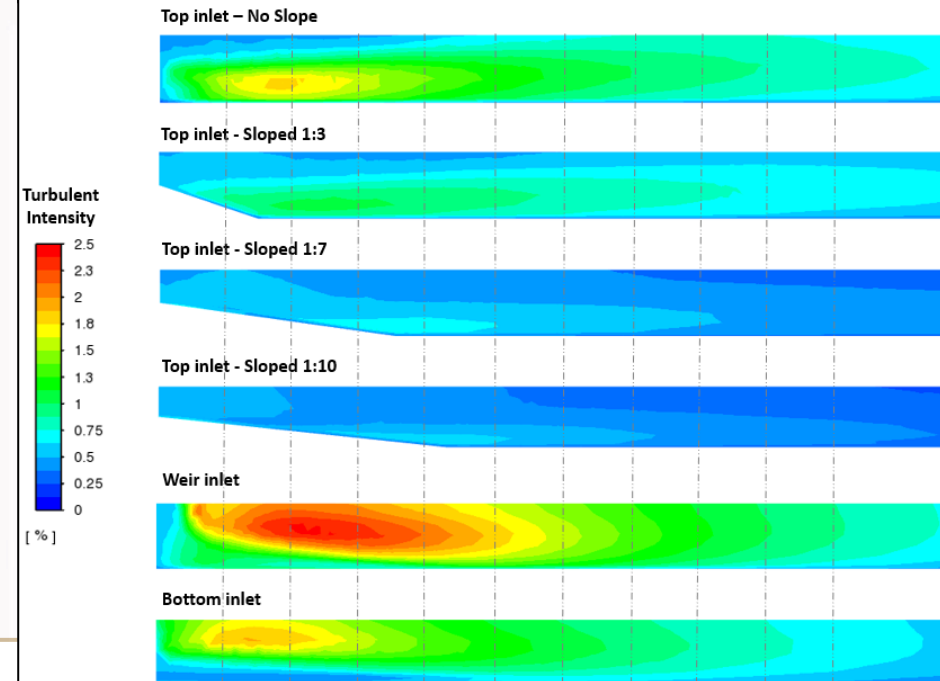 Top inlet – No Slope
Top inlet - Sloped 1:3
Turbulent
Intensity
2.5
2.3
2
1.8
1.5
1.3
1
0.75
0.5
0.25
0
[ % ]
Top inlet - Sloped 1:7
Top inlet - Sloped 1:10
Weir inlet
Bottom inlet